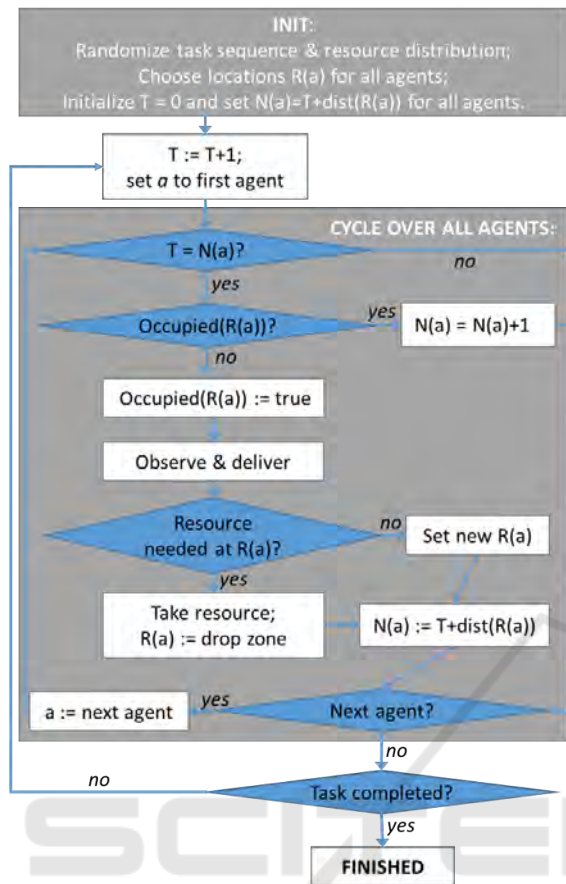 INIT:
Randomize task sequence & resource distribution;
Choose locations R(a) for all agents;
Initialize T = 0 and set N(a)=T+dist(R(a)) for all agents.
T := T+1;
set a to first agent
CYCLE OVER ALL AGENTS:
T = N(a)?
no
yes
Occupied(R(a))?
yes
N(a) = N(a)+1
no
Occupied(R(a)) := true
Observe & deliver
Resource
needed at R(a)?
no
Set new R(a)
yes
Take resource;
R(a) := drop zone
N(a) := T+dist(R(a))
a := next agent
yes
Next agent?
no
no
Task completed?
yes
FINISHED
SCITE